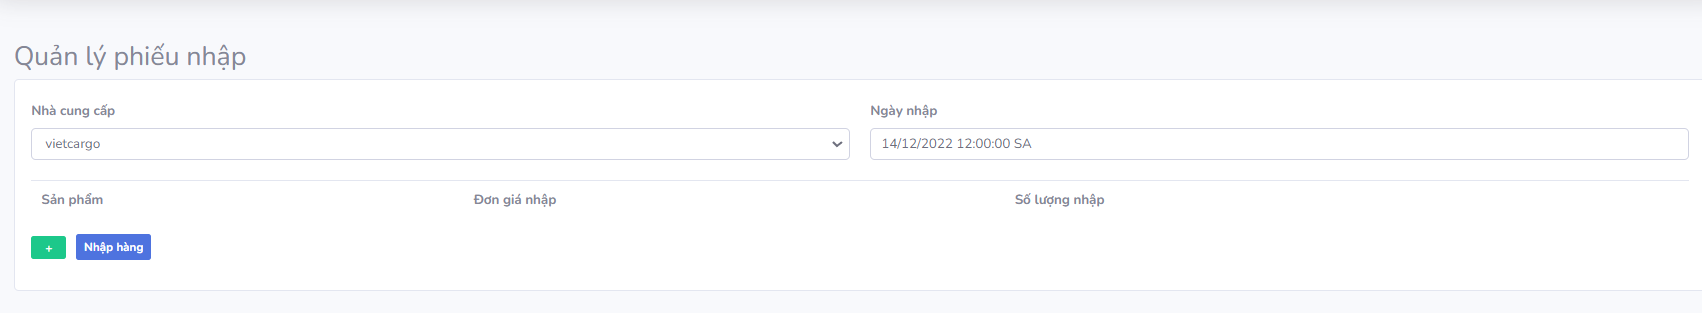 Quản lý phiếu nhập
Nhà cung cấp Ngày nhập
vietcargo 14/12/2022 12:00:00 SA
Sản phẩm Đơn giá nhập Số lượng nhập
+ Nhập hàng